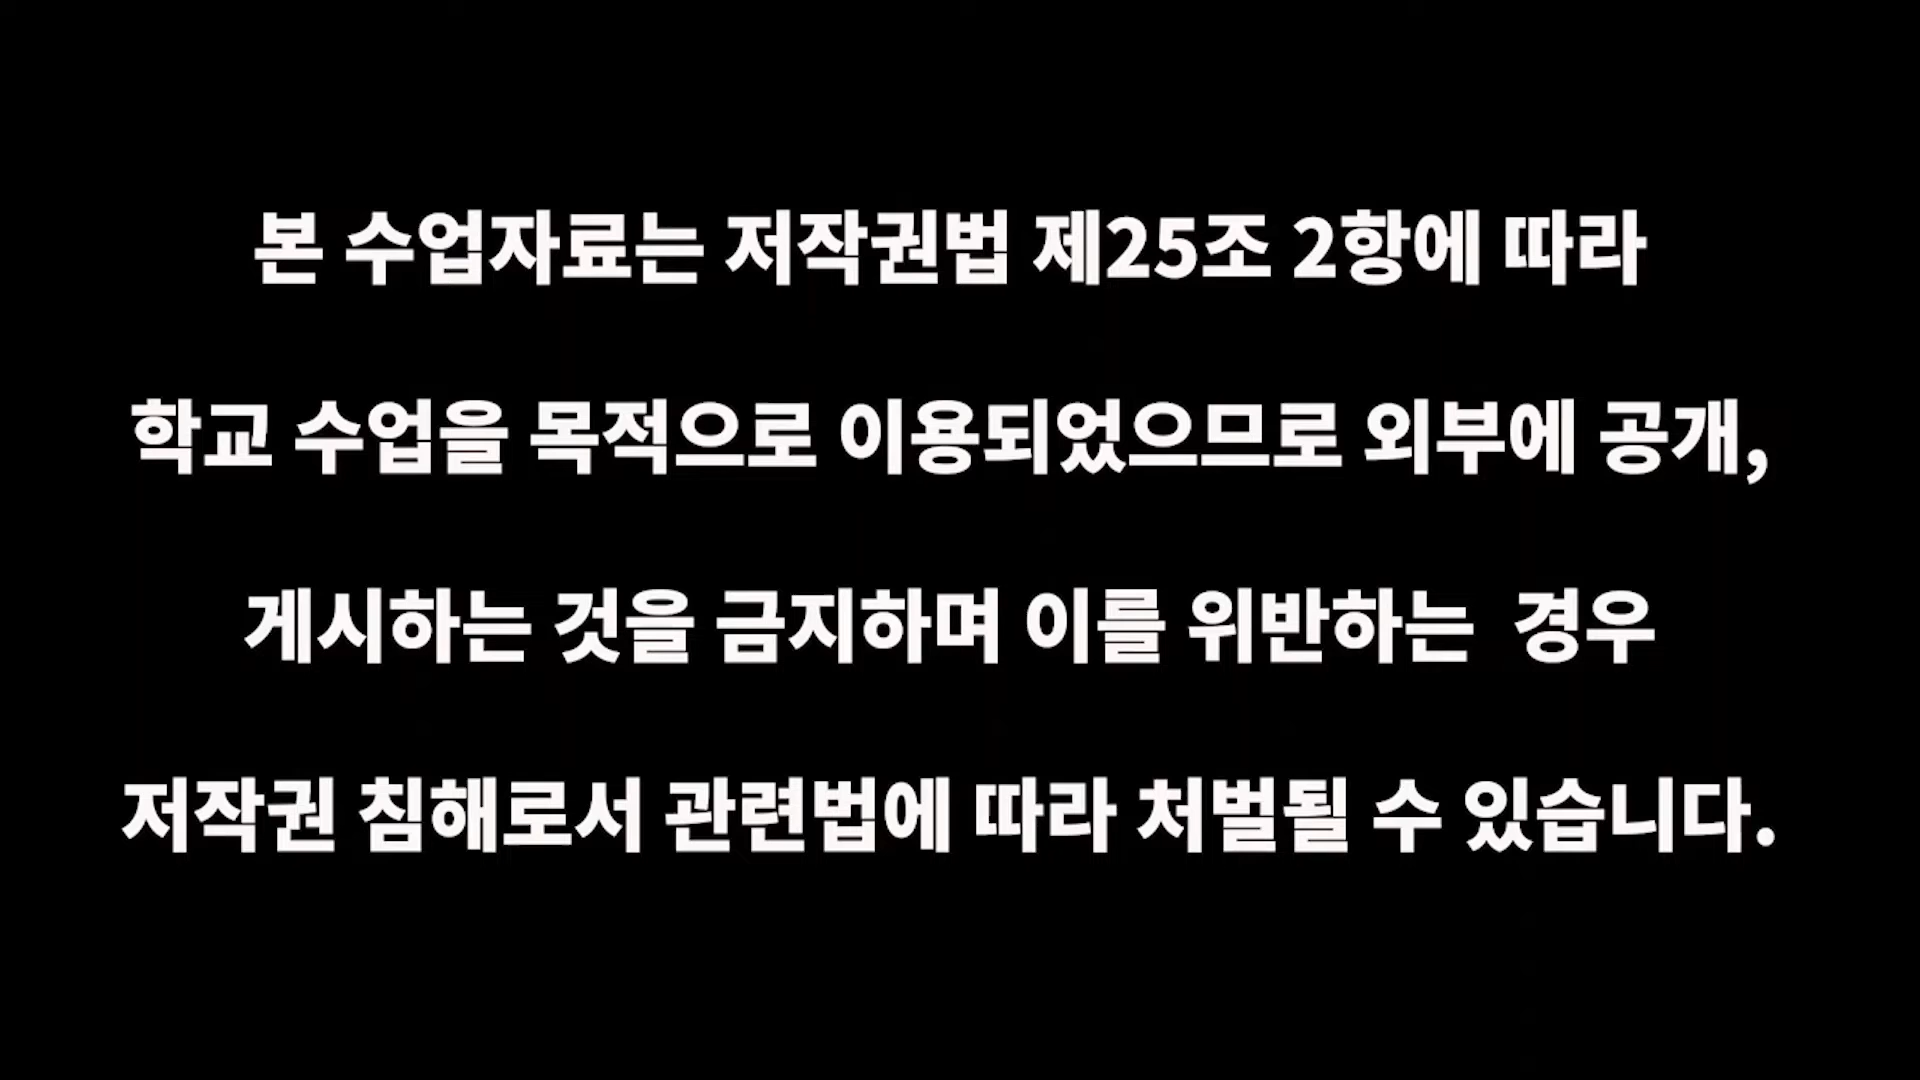 본 수업자료는 저작권법 제25조 2항에 따라
학교 수업을 목적으로 이용되었으므로 외부에 공개,
게시하는 것을 금지하며 이를 위반하는  경우
저작권 침해로서 관련법에 따라 처벌될 수 있습니다.